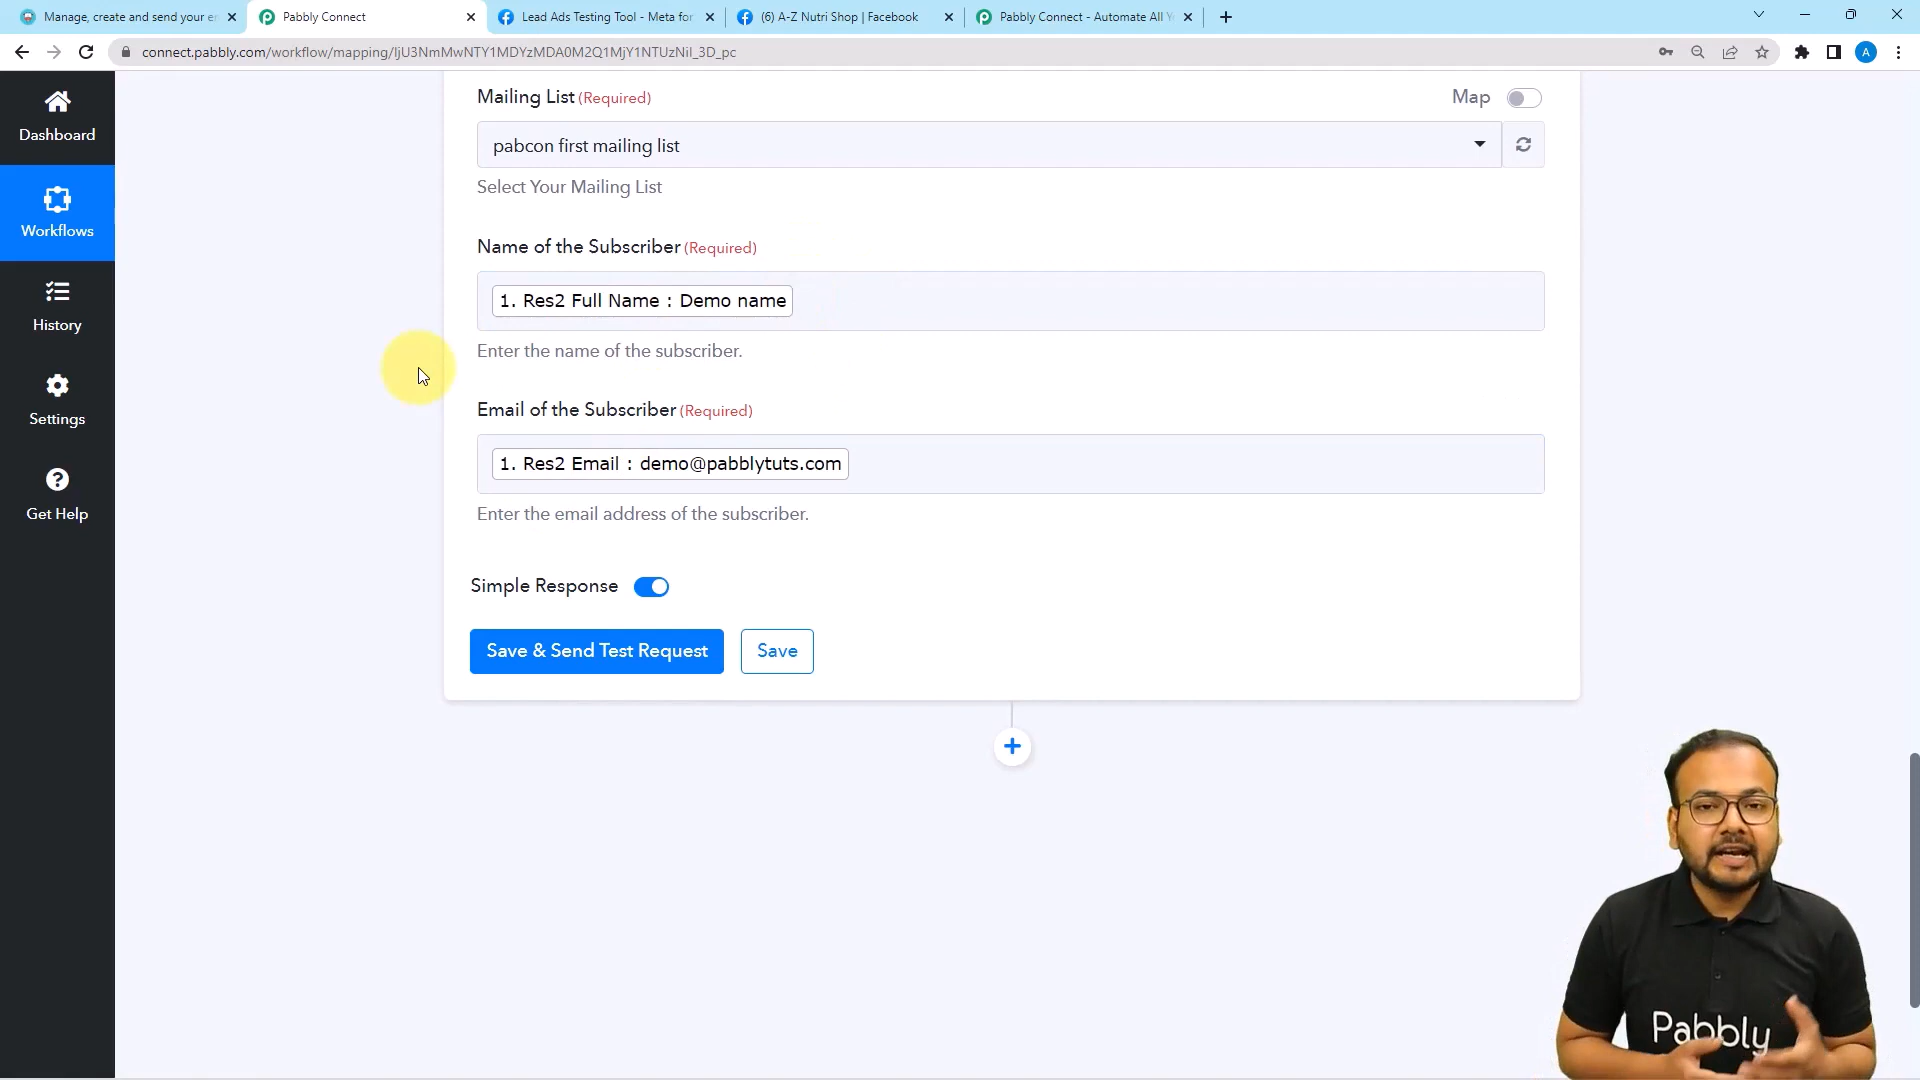 Manage, create and send your e
Pabbly Connect
Lead Ads Testing Tool - Meta for
(6) A-Z Nutri Shop | Facebook
Pabbly Connect - Automate All Y
connect.pabbly.com/workflow/mapping/IjU3NmMwNTY1MDYzMDA0M2Q1MjY1NTUzNiI_3D_pc
A
Dashboard
Workflows
History
Settings
Get Help
Mailing List (Required)
Map
pabcon first mailing list
Select Your Mailing List
Name of the Subscriber (Required)
1. Res2 Full Name : Demo name
Enter the name of the subscriber.
Email of the Subscriber (Required)
1. Res2 Email : demo@pabblytuts.com
Enter the email address of the subscriber.
Simple Response
Save & Send Test Request
Save
Pabbly